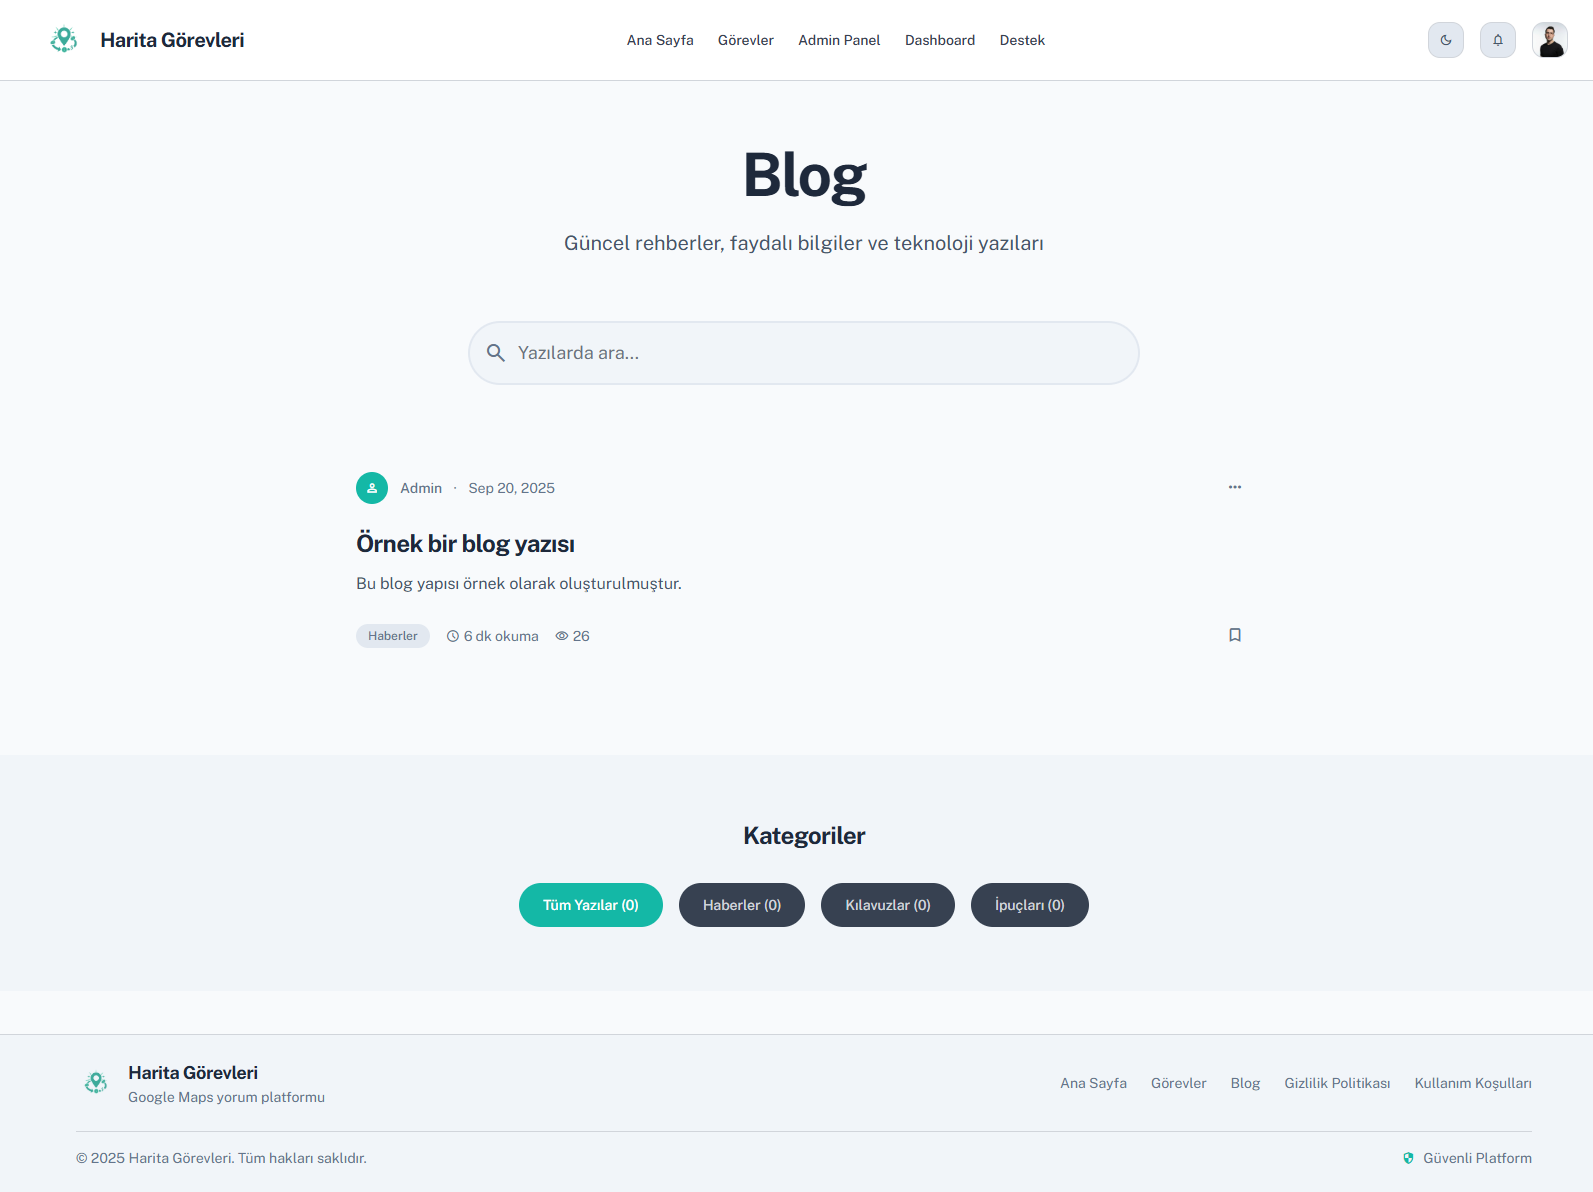 Harita Görevleri
Ana Sayfa Görevler Admin Panel Dashboard Destek
Blog
Güncel rehberler, faydalı bilgiler ve teknoloji yazıları
Yazılarda ara...
Admin · Sep 20, 2025
Örnek bir blog yazısı
Bu blog yapısı örnek olarak oluşturulmuştur.
Haberler 6 dk okuma 26
Kategoriler
Tüm Yazılar (0) Haberler (0) Kılavuzlar (0) İpuçları (0)
Harita Görevleri
Google Maps yorum platformu
Ana Sayfa Görevler Blog Gizlilik Politikası Kullanım Koşulları
© 2025 Harita Görevleri. Tüm hakları saklıdır.
Güvenli Platform